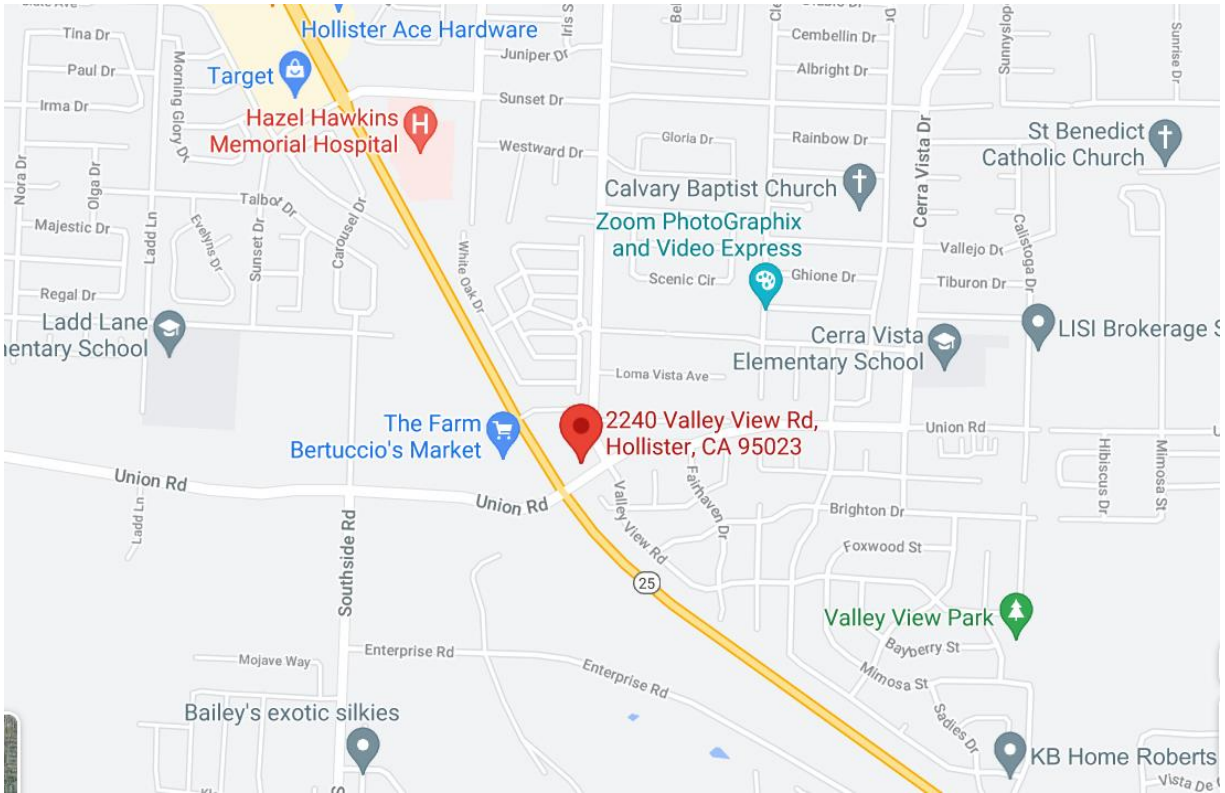 Tina Dr
Paul Dr
Irma Dr
Morning Glory Dr
Hollister Ace Hardware
Target
Hazel Hawkins
Memorial Hospital
Juniper Dr
Sunset Dr
Westward Dr
Gloria Dr
Cembellin Dr
Albright Dr
Rainbow Dr
Cerra Vista Dr
Sunrise Dr
St Benedict
Catholic Church
Calvary Baptist Church
Nora Dr
Olga Dr
Majestic Dr
Regal Dr
Ladd Ln
Evelyns Dr
Sunset Dr
Talbot Dr
Carousel Dr
White Oak Dr
Zoom PhotoGraphix
and Video Express
Scenic Cir
Ghione Dr
Vallejo Dr
Tiburon Dr
Calistoga Dr
Ladd Lane
mentary School
Cerra Vista
Elementary School
LISI Brokerage S
Loma Vista Ave
The Farm
Bertuccio's Market
2240 Valley View Rd,
Hollister, CA 95023
Union Rd
Union Rd
Union Rd
Ladd Ln
Southside Rd
Valley View Rd
Fairhaven Dr
Brighton Dr
Foxwood St
Hibiscus Dr
Mimosa St
25
Valley View Park
Bayberry St
Mimosa St
Sadies Dr
Mojave Way
Enterprise Rd
Enterprise Rd
Bailey's exotic silkies
KB Home Roberts
Vista De